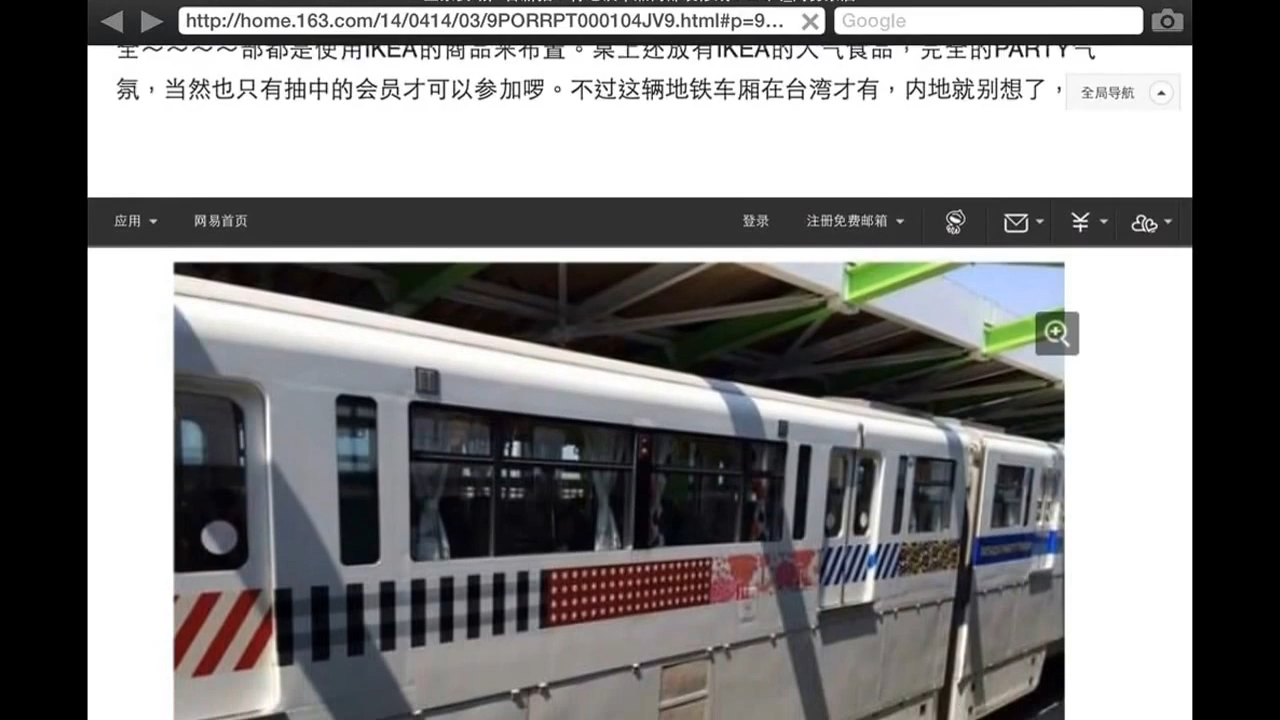 http://home.163.com/14/0414/03/9PORRPT000104JV9.html#p=9...
Google
全～～～～～部都是使用IKEA的商品来布置。桌上还放有IKEA的人气食品，完全的PARTY气
氛，当然也只有抽中的会员才可以参加啰。不过这辆地铁车厢在台湾才有，内地就别想了，
全局导航
应用
网易首页
登录
注册免费邮箱